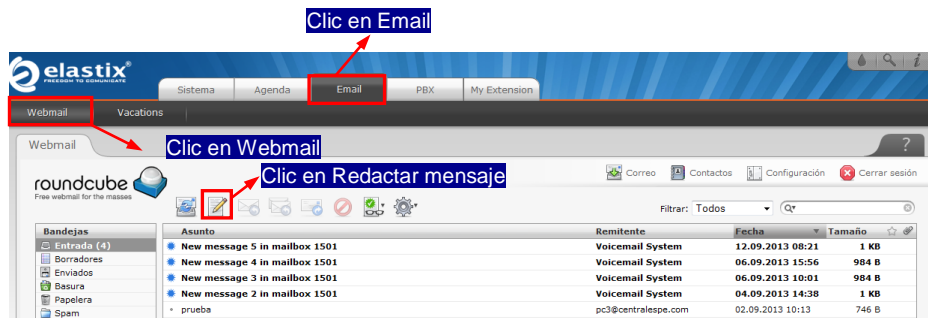 Clic en Email
elastix®
FREEDOM TO COMUNICATE
Sistema Agenda Email PBX My Extension
Webmail Vacations
Webmail
Clic en Webmail
?
Clic en Redactar mensaje
roundcube
Free webmail for the masses
Correo Contactos Configuración Cerrar sesión
Filtrar: Todos
Bandejas Asunto Remitente Fecha Tamaño
Entrada (4) New message 5 in mailbox 1501 Voicemail System 12.09.2013 08:21 1 KB
Borradores New message 4 in mailbox 1501 Voicemail System 06.09.2013 15:56 984 B
Enviados New message 3 in mailbox 1501 Voicemail System 06.09.2013 10:01 984 B
Basura New message 2 in mailbox 1501 Voicemail System 04.09.2013 14:38 1 KB
Papelera prueba pc3@centralespe.com 02.09.2013 10:13 746 B
Spam